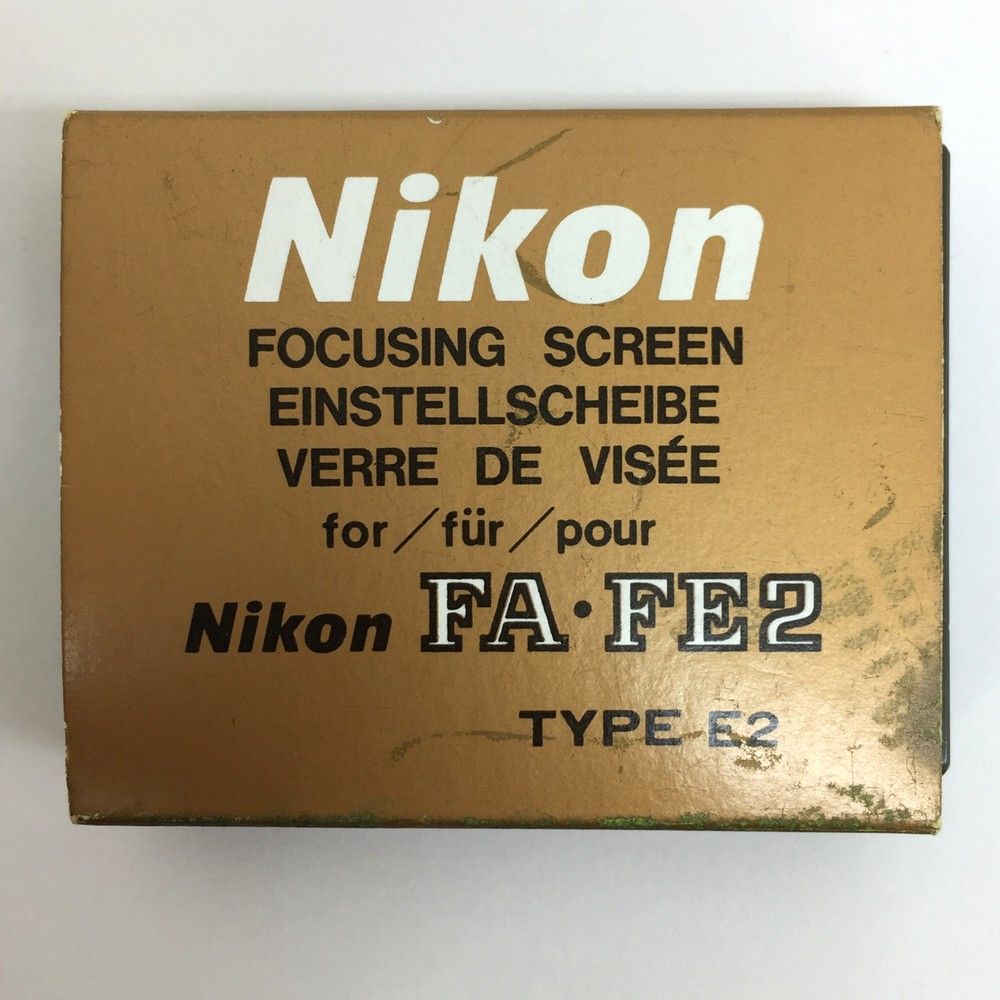 Nikon
FOCUSING SCREEN
EINSTELLSCHEIBE
VERRE DE VISÉE
for/für/pour
Nikon FA·FE2
TYPE E2